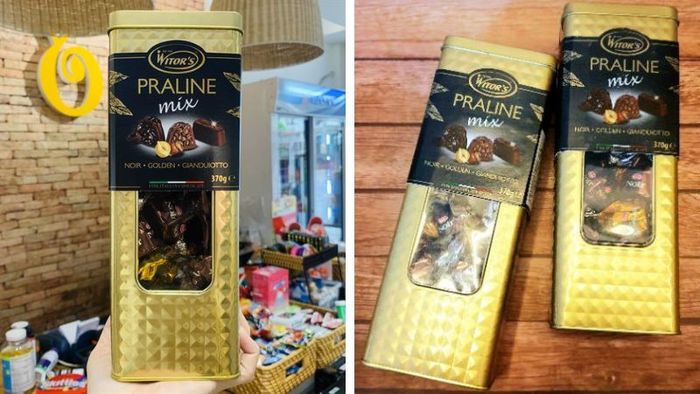 WITOR'S
PRALINE
mix
NOIR • GOLDEN • GIANDUIOTTO
370g e
WITOR'S
PRALINE
mix
NOIR • GOLDEN • GIANDUIOTTO
370g
WITOR'S
PRALINE
mix
NOIR • GOLDEN • GIANDUIOTTO
370g e